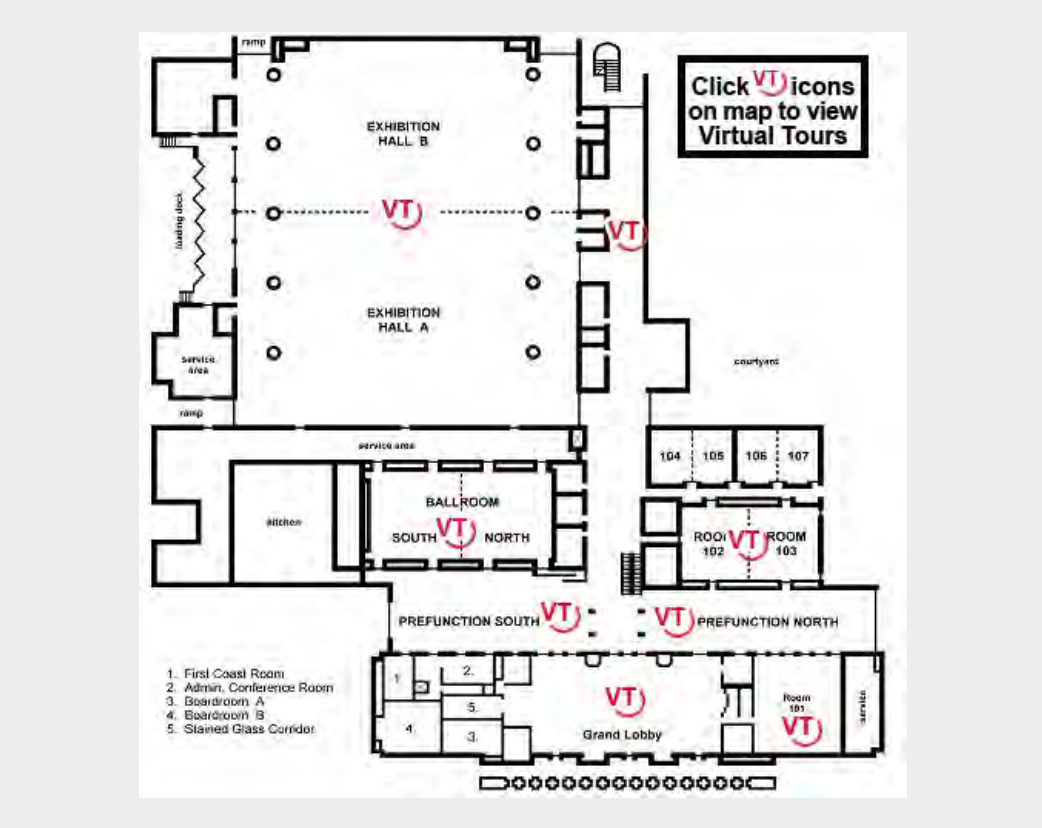 ramp
Click VT icons
on map to view
Virtual Tours
EXHIBITION
HALL B
loading dock
VT
VT
EXHIBITION
HALL A
service
area
courtyard
ramp
service area
104
105
106
107
kitchen
BALLROOM
SOUTH
VT
NORTH
ROO
102
VT
ROOM
103
PREFUNCTION SOUTH
VT
VT
PREFUNCTION NORTH
1. First Coast Room
2. Admin. Conference Room
3. Boardroom A
4. Boardroom B
5. Stained Glass Corridor
1
2.
5.
4.
3.
VT
Grand Lobby
Room
101
VT
service